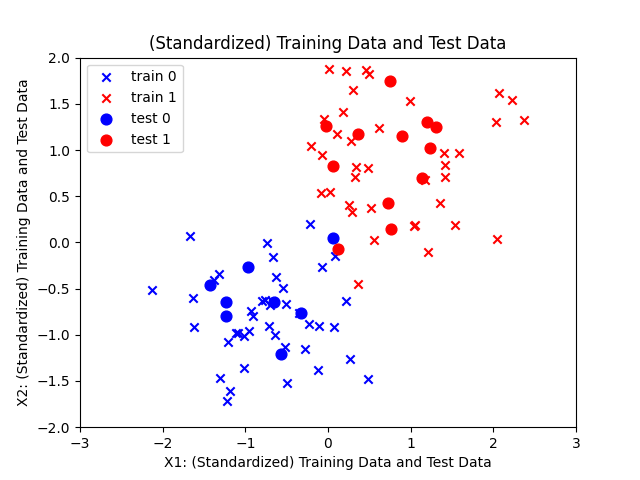 (Standardized) Training Data and Test Data
X2: (Standardized) Training Data and Test Data
2.0
1.5
1.0
0.5
0.0
−0.5
−1.0
−1.5
−2.0
train 0
train 1
test 0
test 1
−3
−2
−1
0
1
2
3
X1: (Standardized) Training Data and Test Data